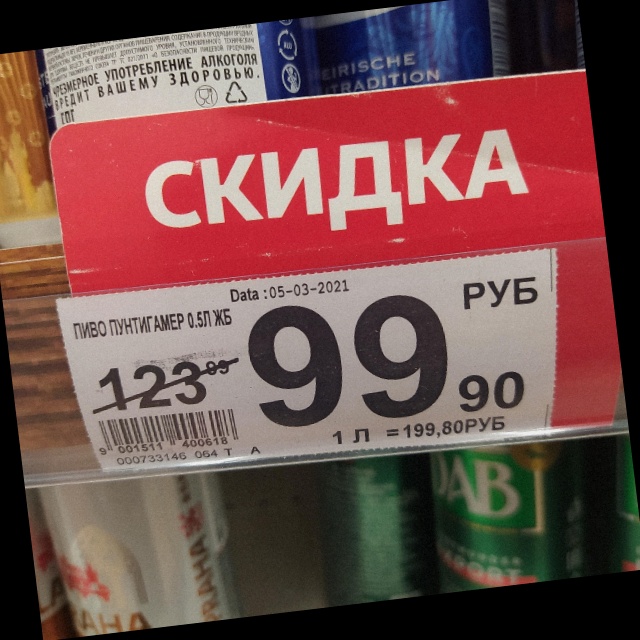 ЧРЕЗМЕРНОЕ УПОТРЕБЛЕНИЕ АЛКОГОЛЯ
ВРЕДИТ ВАШЕМУ ЗДОРОВЬЮ.
EIRISCHE
TRADITION
СКИДКА
Data :05-03-2021
РУБ
ПИВО ПУНТИГАМЕР 0.5Л ЖБ
123
99 90
1 Л =199,80РУБ
9 001511 400618
000733146 064 Т А
DAB